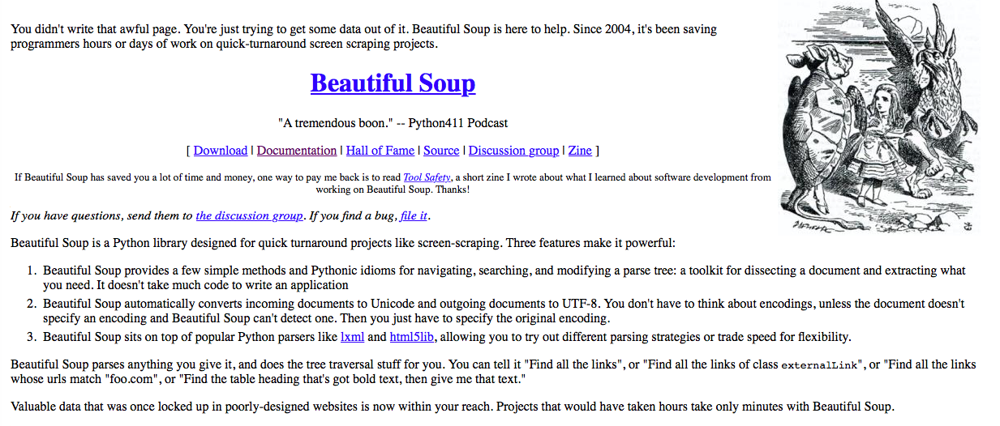 You didn't write that awful page. You're just trying to get some data out of it. Beautiful Soup is here to help. Since 2004, it's been saving
programmers hours or days of work on quick-turnaround screen scraping projects.
Beautiful Soup
"A tremendous boon." -- Python411 Podcast
[ Download | Documentation | Hall of Fame | Source | Discussion group | Zine ]
If Beautiful Soup has saved you a lot of time and money, one way to pay me back is to read Tool Safety, a short zine I wrote about what I learned about software development from
working on Beautiful Soup. Thanks!
If you have questions, send them to the discussion group. If you find a bug, file it.
Beautiful Soup is a Python library designed for quick turnaround projects like screen-scraping. Three features make it powerful:
1. Beautiful Soup provides a few simple methods and Pythonic idioms for navigating, searching, and modifying a parse tree: a toolkit for dissecting a document and extracting what
you need. It doesn't take much code to write an application
2. Beautiful Soup automatically converts incoming documents to Unicode and outgoing documents to UTF-8. You don't have to think about encodings, unless the document doesn't
specify an encoding and Beautiful Soup can't detect one. Then you just have to specify the original encoding.
3. Beautiful Soup sits on top of popular Python parsers like lxml and html5lib, allowing you to try out different parsing strategies or trade speed for flexibility.
Beautiful Soup parses anything you give it, and does the tree traversal stuff for you. You can tell it "Find all the links", or "Find all the links of class externalLink", or "Find all the links
whose urls match "foo.com", or "Find the table heading that's got bold text, then give me that text."
Valuable data that was once locked up in poorly-designed websites is now within your reach. Projects that would have taken hours take only minutes with Beautiful Soup.